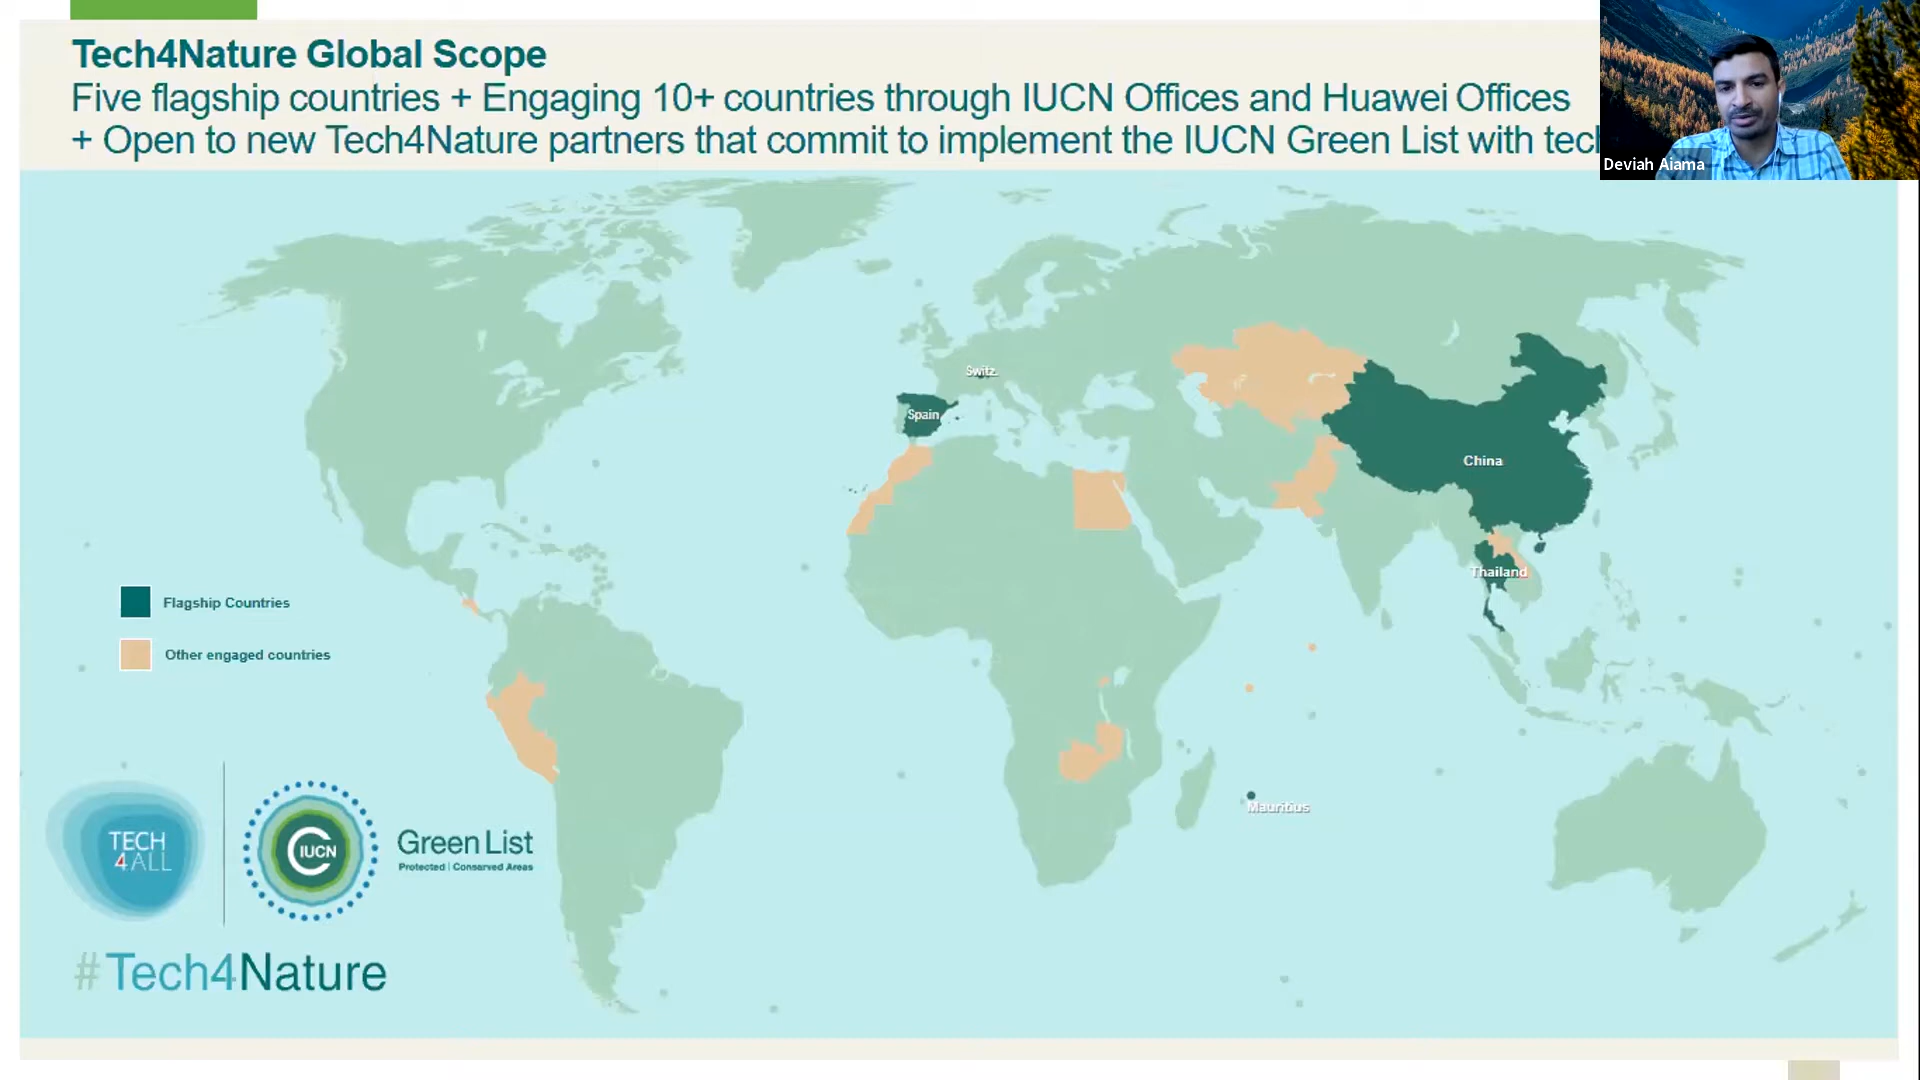 Tech4Nature Global Scope
Five flagship countries + Engaging 10+ countries through IUCN Offices and Huawei Offices
+ Open to new Tech4Nature partners that commit to implement the IUCN Green List with tech
Deviah Aiama
Switz.
Spain
China
Thailand
Flagship Countries
Other engaged countries
Mauritius
TECH
4ALL
IUCN
Green List
Protected | Conserved Areas
#Tech4Nature